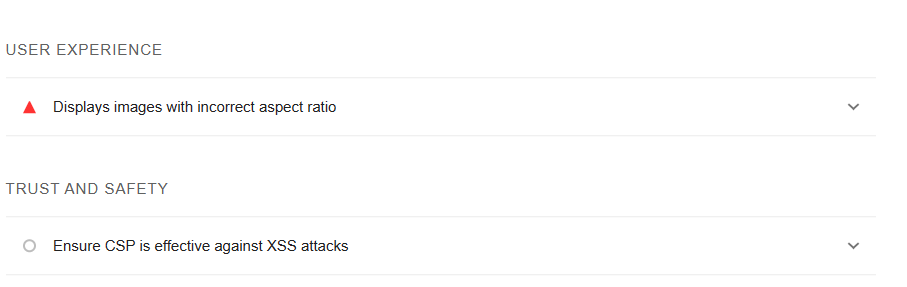 USER EXPERIENCE
Displays images with incorrect aspect ratio
TRUST AND SAFETY
Ensure CSP is effective against XSS attacks